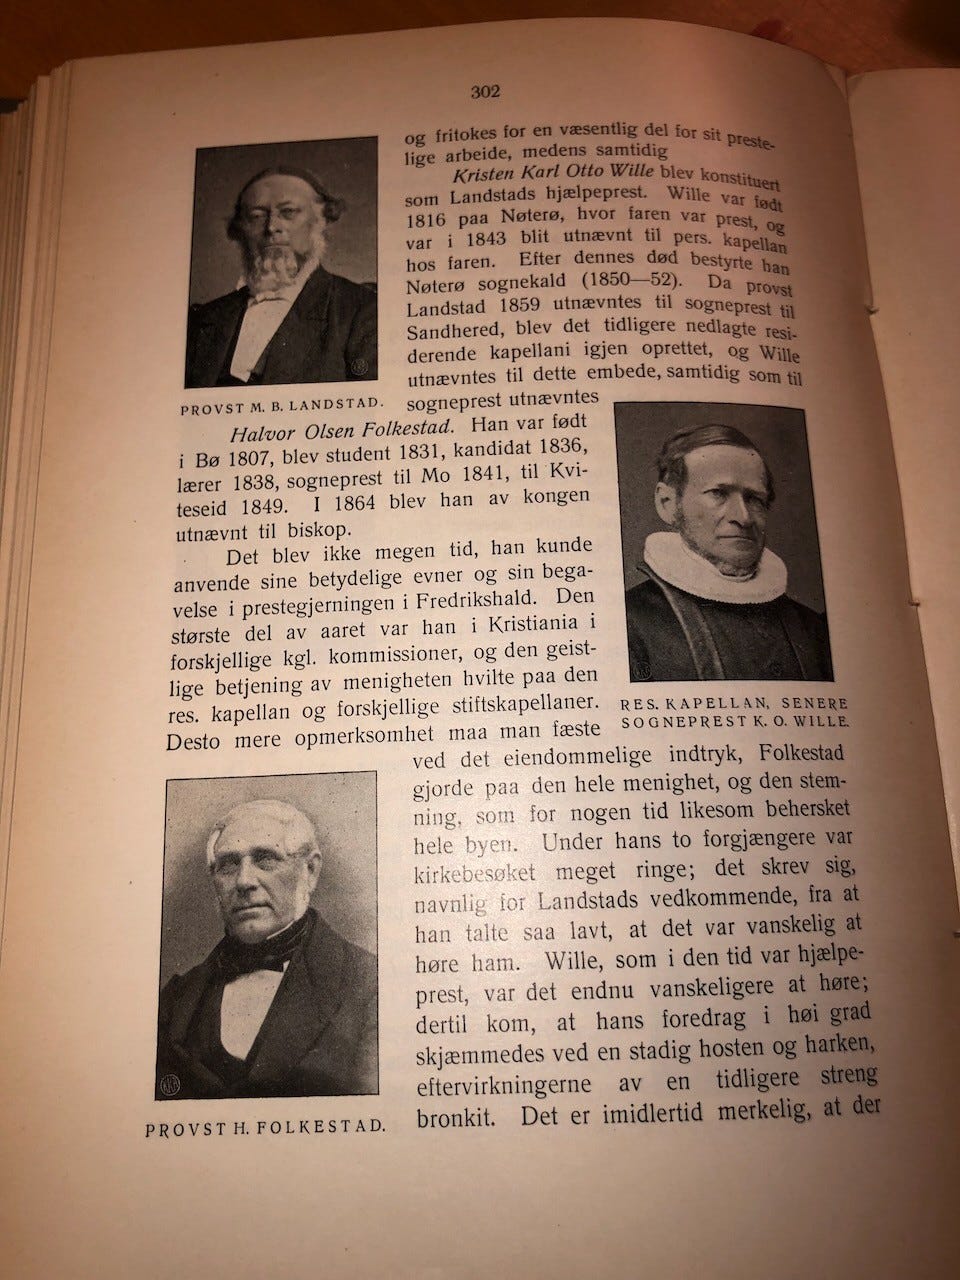 302
og fritokes for en væsentlig del for sit preste-
lige arbeide, medens samtidig
Kristen Karl Otto Wille blev konstituert
som Landstads hjælpeprest. Wille var født
1816 paa Nøterø, hvor faren var prest, og
var i 1843 blit utnævnt til pers. kapellan
hos faren. Efter dennes død bestyrte han
Nøterø sognekald (1850—52). Da provst
Landstad 1859 utnævntes til sogneprest til
Sandhered, blev det tidligere nedlagte resi-
derende kapellani igjen oprettet, og Wille
utnævntes til dette embede, samtidig som til
sogneprest utnævntes
PROVST M. B. LANDSTAD.
Halvor Olsen Folkestad. Han var født
i Bø 1807, blev student 1831, kandidat 1836,
lærer 1838, sogneprest til Mo 1841, til Kvi-
teseid 1849. I 1864 blev han av kongen
utnævnt til biskop.
Det blev ikke megen tid, han kunde
anvende sine betydelige evner og sin bega-
velse i prestegjerningen i Fredrikshald. Den
største del av aaret var han i Kristiania i
forskjellige kgl. kommissioner, og den geist-
lige betjening av menigheten hvilte paa den
res. kapellan og forskjellige stiftskapellaner.
Desto mere opmerksomhet maa man fæste
RES. KAPELLAN, SENERE
SOGNEPREST K. O. WILLE.
ved det eiendommelige indtryk, Folkestad
gjorde paa den hele menighet, og den stem-
ning, som for nogen tid likesom behersket
hele byen. Under hans to forgjængere var
kirkebesøket meget ringe; det skrev sig,
navnlig for Landstads vedkommende, fra at
han talte saa lavt, at det var vanskelig at
høre ham. Wille, som i den tid var hjælpe-
prest, var det endnu vanskeligere at høre;
dertil kom, at hans foredrag i høi grad
skjæmmedes ved en stadig hosten og harken,
eftervirkningerne av en tidligere streng
bronkit. Det er imidlertid merkelig, at der
PROVST H. FOLKESTAD.